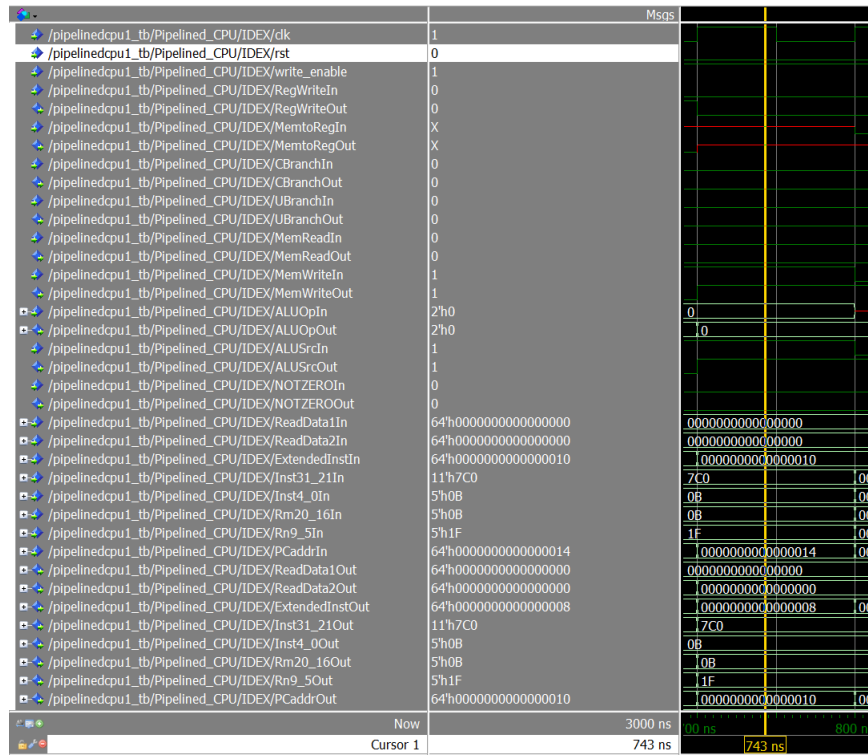 Msgs
/pipelinedcpu1_tb/Pipelined_CPU/IDEX/clk 1
/pipelinedcpu1_tb/Pipelined_CPU/IDEX/rst 0
/pipelinedcpu1_tb/Pipelined_CPU/IDEX/write_enable 1
/pipelinedcpu1_tb/Pipelined_CPU/IDEX/RegWriteIn 0
/pipelinedcpu1_tb/Pipelined_CPU/IDEX/RegWriteOut 0
/pipelinedcpu1_tb/Pipelined_CPU/IDEX/MemtoRegIn X
/pipelinedcpu1_tb/Pipelined_CPU/IDEX/MemtoRegOut X
/pipelinedcpu1_tb/Pipelined_CPU/IDEX/CBranchIn 0
/pipelinedcpu1_tb/Pipelined_CPU/IDEX/CBranchOut 0
/pipelinedcpu1_tb/Pipelined_CPU/IDEX/UBranchIn 0
/pipelinedcpu1_tb/Pipelined_CPU/IDEX/UBranchOut 0
/pipelinedcpu1_tb/Pipelined_CPU/IDEX/MemReadIn 0
/pipelinedcpu1_tb/Pipelined_CPU/IDEX/MemReadOut 0
/pipelinedcpu1_tb/Pipelined_CPU/IDEX/MemWriteIn 1
/pipelinedcpu1_tb/Pipelined_CPU/IDEX/MemWriteOut 1
/pipelinedcpu1_tb/Pipelined_CPU/IDEX/ALUOpIn 2'h0 0
/pipelinedcpu1_tb/Pipelined_CPU/IDEX/ALUOpOut 2'h0 0
/pipelinedcpu1_tb/Pipelined_CPU/IDEX/ALUSrcIn 1
/pipelinedcpu1_tb/Pipelined_CPU/IDEX/ALUSrcOut 1
/pipelinedcpu1_tb/Pipelined_CPU/IDEX/NOTZEROIn 0
/pipelinedcpu1_tb/Pipelined_CPU/IDEX/NOTZEROOut 0
/pipelinedcpu1_tb/Pipelined_CPU/IDEX/ReadData1In 64'h0000000000000000 0000000000000000
/pipelinedcpu1_tb/Pipelined_CPU/IDEX/ReadData2In 64'h0000000000000000 0000000000000000
/pipelinedcpu1_tb/Pipelined_CPU/IDEX/ExtendedInstIn 64'h0000000000000010 0000000000000010
/pipelinedcpu1_tb/Pipelined_CPU/IDEX/Inst31_21In 11'h7C0 7C0 00
/pipelinedcpu1_tb/Pipelined_CPU/IDEX/Inst4_0In 5'h0B 0B 00
/pipelinedcpu1_tb/Pipelined_CPU/IDEX/Rm20_16In 5'h0B 0B 00
/pipelinedcpu1_tb/Pipelined_CPU/IDEX/Rn9_5In 5'h1F 1F 00
/pipelinedcpu1_tb/Pipelined_CPU/IDEX/PCaddrIn 64'h0000000000000014 0000000000000014 00
/pipelinedcpu1_tb/Pipelined_CPU/IDEX/ReadData1Out 64'h0000000000000000 0000000000000000
/pipelinedcpu1_tb/Pipelined_CPU/IDEX/ReadData2Out 64'h0000000000000000 0000000000000000
/pipelinedcpu1_tb/Pipelined_CPU/IDEX/ExtendedInstOut 64'h0000000000000008 0000000000000008 00
/pipelinedcpu1_tb/Pipelined_CPU/IDEX/Inst31_21Out 11'h7C0 7C0
/pipelinedcpu1_tb/Pipelined_CPU/IDEX/Inst4_0Out 5'h0B 0B
/pipelinedcpu1_tb/Pipelined_CPU/IDEX/Rm20_16Out 5'h0B 0B
/pipelinedcpu1_tb/Pipelined_CPU/IDEX/Rn9_5Out 5'h1F 1F
/pipelinedcpu1_tb/Pipelined_CPU/IDEX/PCaddrOut 64'h0000000000000010 0000000000000010 00
Now 3000 ns 00 ns 800 n
Cursor 1 743 ns 743 ns